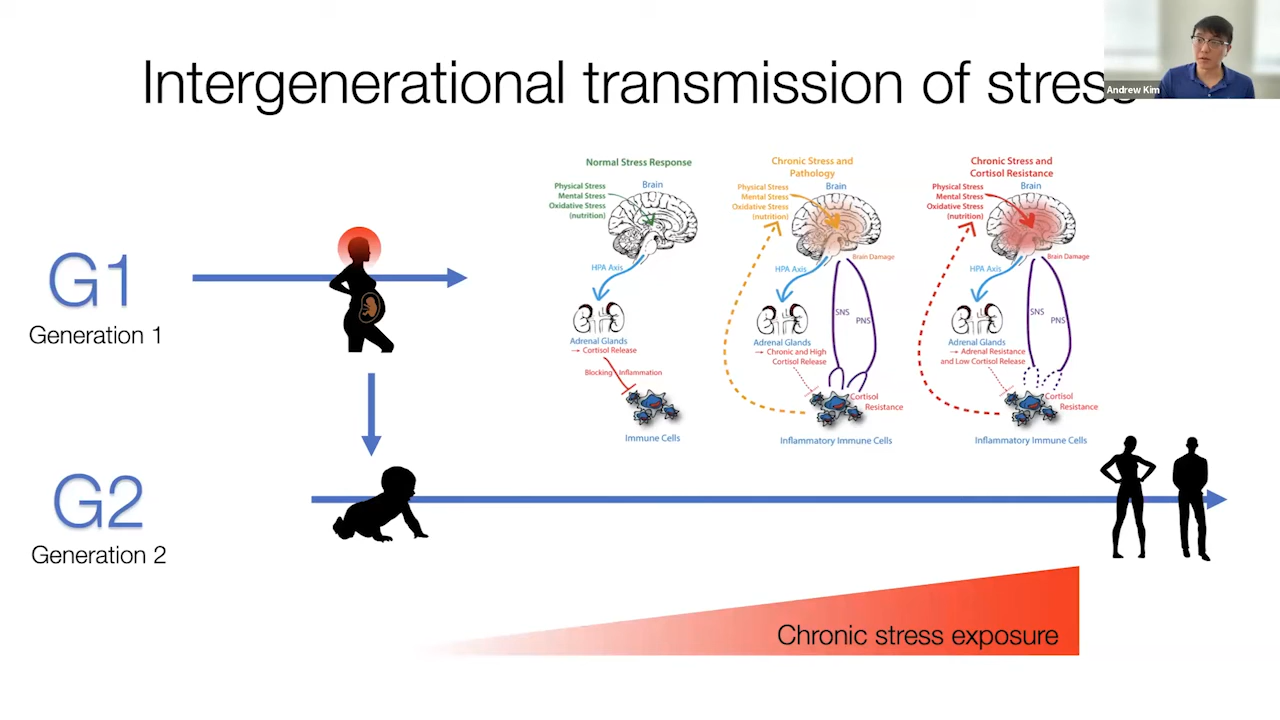 Intergenerational transmission of stress
Andrew Kim
G1
Generation 1
G2
Generation 2
Normal Stress Response
Physical Stress
Mental Stress
Oxidative Stress
(nutrition)
Brain
HPA Axis
Adrenal Glands
→ Cortisol Release
Blocking Inflammation
Immune Cells
Chronic Stress and
Pathology
Physical Stress
Mental Stress
Oxidative Stress
(nutrition)
Brain
Brain Damage
HPA Axis
SNS
PNS
Adrenal Glands
→ Chronic and High
Cortisol Release
Cortisol
Resistance
Inflammatory Immune Cells
Chronic Stress and
Cortisol Resistance
Physical Stress
Mental Stress
Oxidative Stress
(nutrition)
Brain
Brain Damage
HPA Axis
SNS
PNS
Adrenal Glands
→ Adrenal Resistance
and Low Cortisol Release
Cortisol
Resistance
Inflammatory Immune Cells
Chronic stress exposure